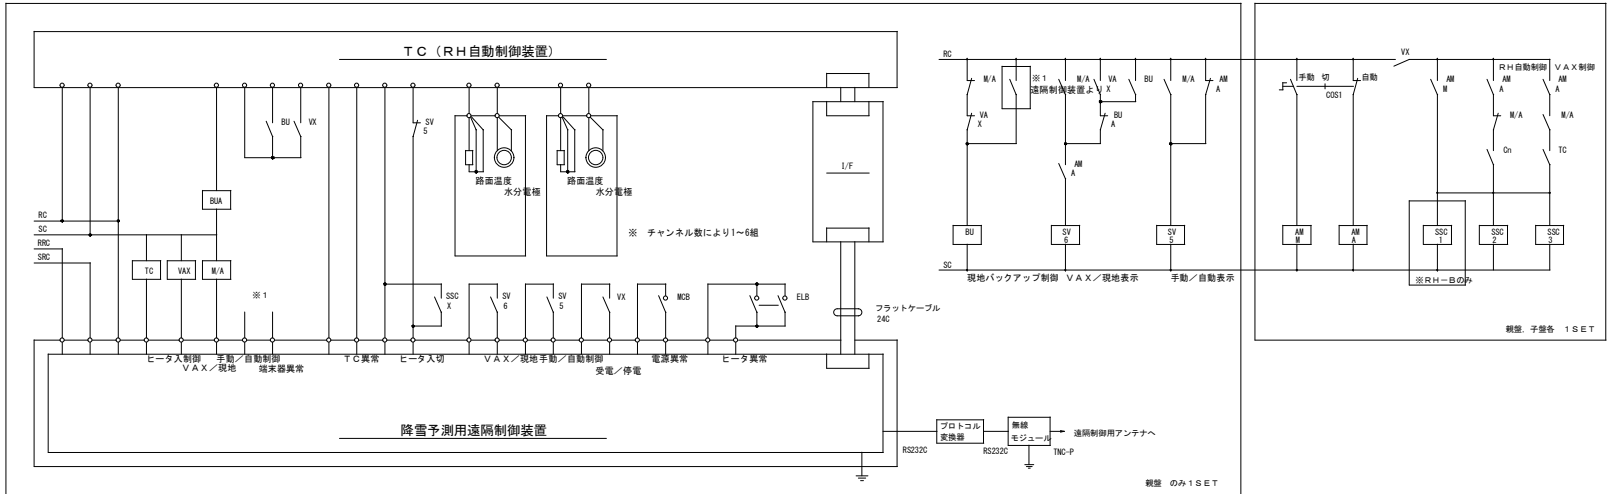 TC（RH自動制御装置）
BU
VX
SV
5
路面温度
水分電極
路面温度
水分電極
※ チャンネル数により1〜6組
I/F
BUA
RC
SC
RRC
SRC
TC
VAX
M/A
※1
SSC
X
SV
6
SV
5
VX
MCB
ELB
フラットケーブル
24C
ヒータ入制御
VAX／現地
手動／自動制御
端末器異常
TC異常
ヒータ入切
VAX／現地
手動／自動制御
受電／停電
電源異常
ヒータ異常
降雪予測用遠隔制御装置
RS232C
プロトコル
変換器
RS232C
無線
モジュール
TNC-P
遠隔制御用アンテナへ
親盤 のみ1SET
RC
M/A
※1
遠隔制御装置より
M/A
VA
X
BU
M/A
AM
A
VA
X
BU
A
AM
A
BU
SV
6
SV
5
SC
現地バックアップ制御
VAX／現地表示
手動／自動表示
VX
手動 切
自動
COS1
RH自動制御
VAX制御
AM
M
AM
A
AM
A
M/A
M/A
Cn
TC
AM
M
AM
A
SSC
1
SSC
2
SSC
3
※RH−Bのみ
親盤．子盤各 1SET